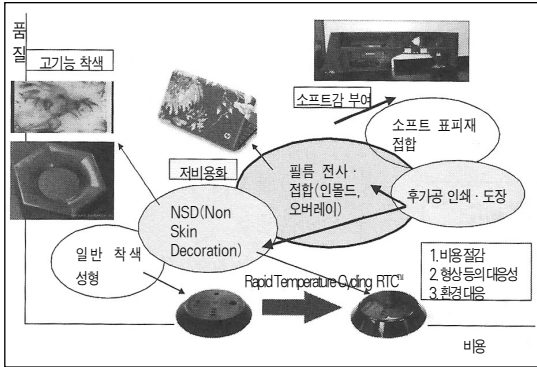 품
질
고기능 착색
소프트감 부여
소프트 표피재
접합
저비용화
필름 전사·
접합(인몰드,
오버레이)
후가공 인쇄·도장
NSD(Non
Skin
Decoration)
일반 착색
성형
1. 비용 절감
2. 형상 등의 대응성
3. 환경 대응
Rapid Temperature Cycling RTC™
비용